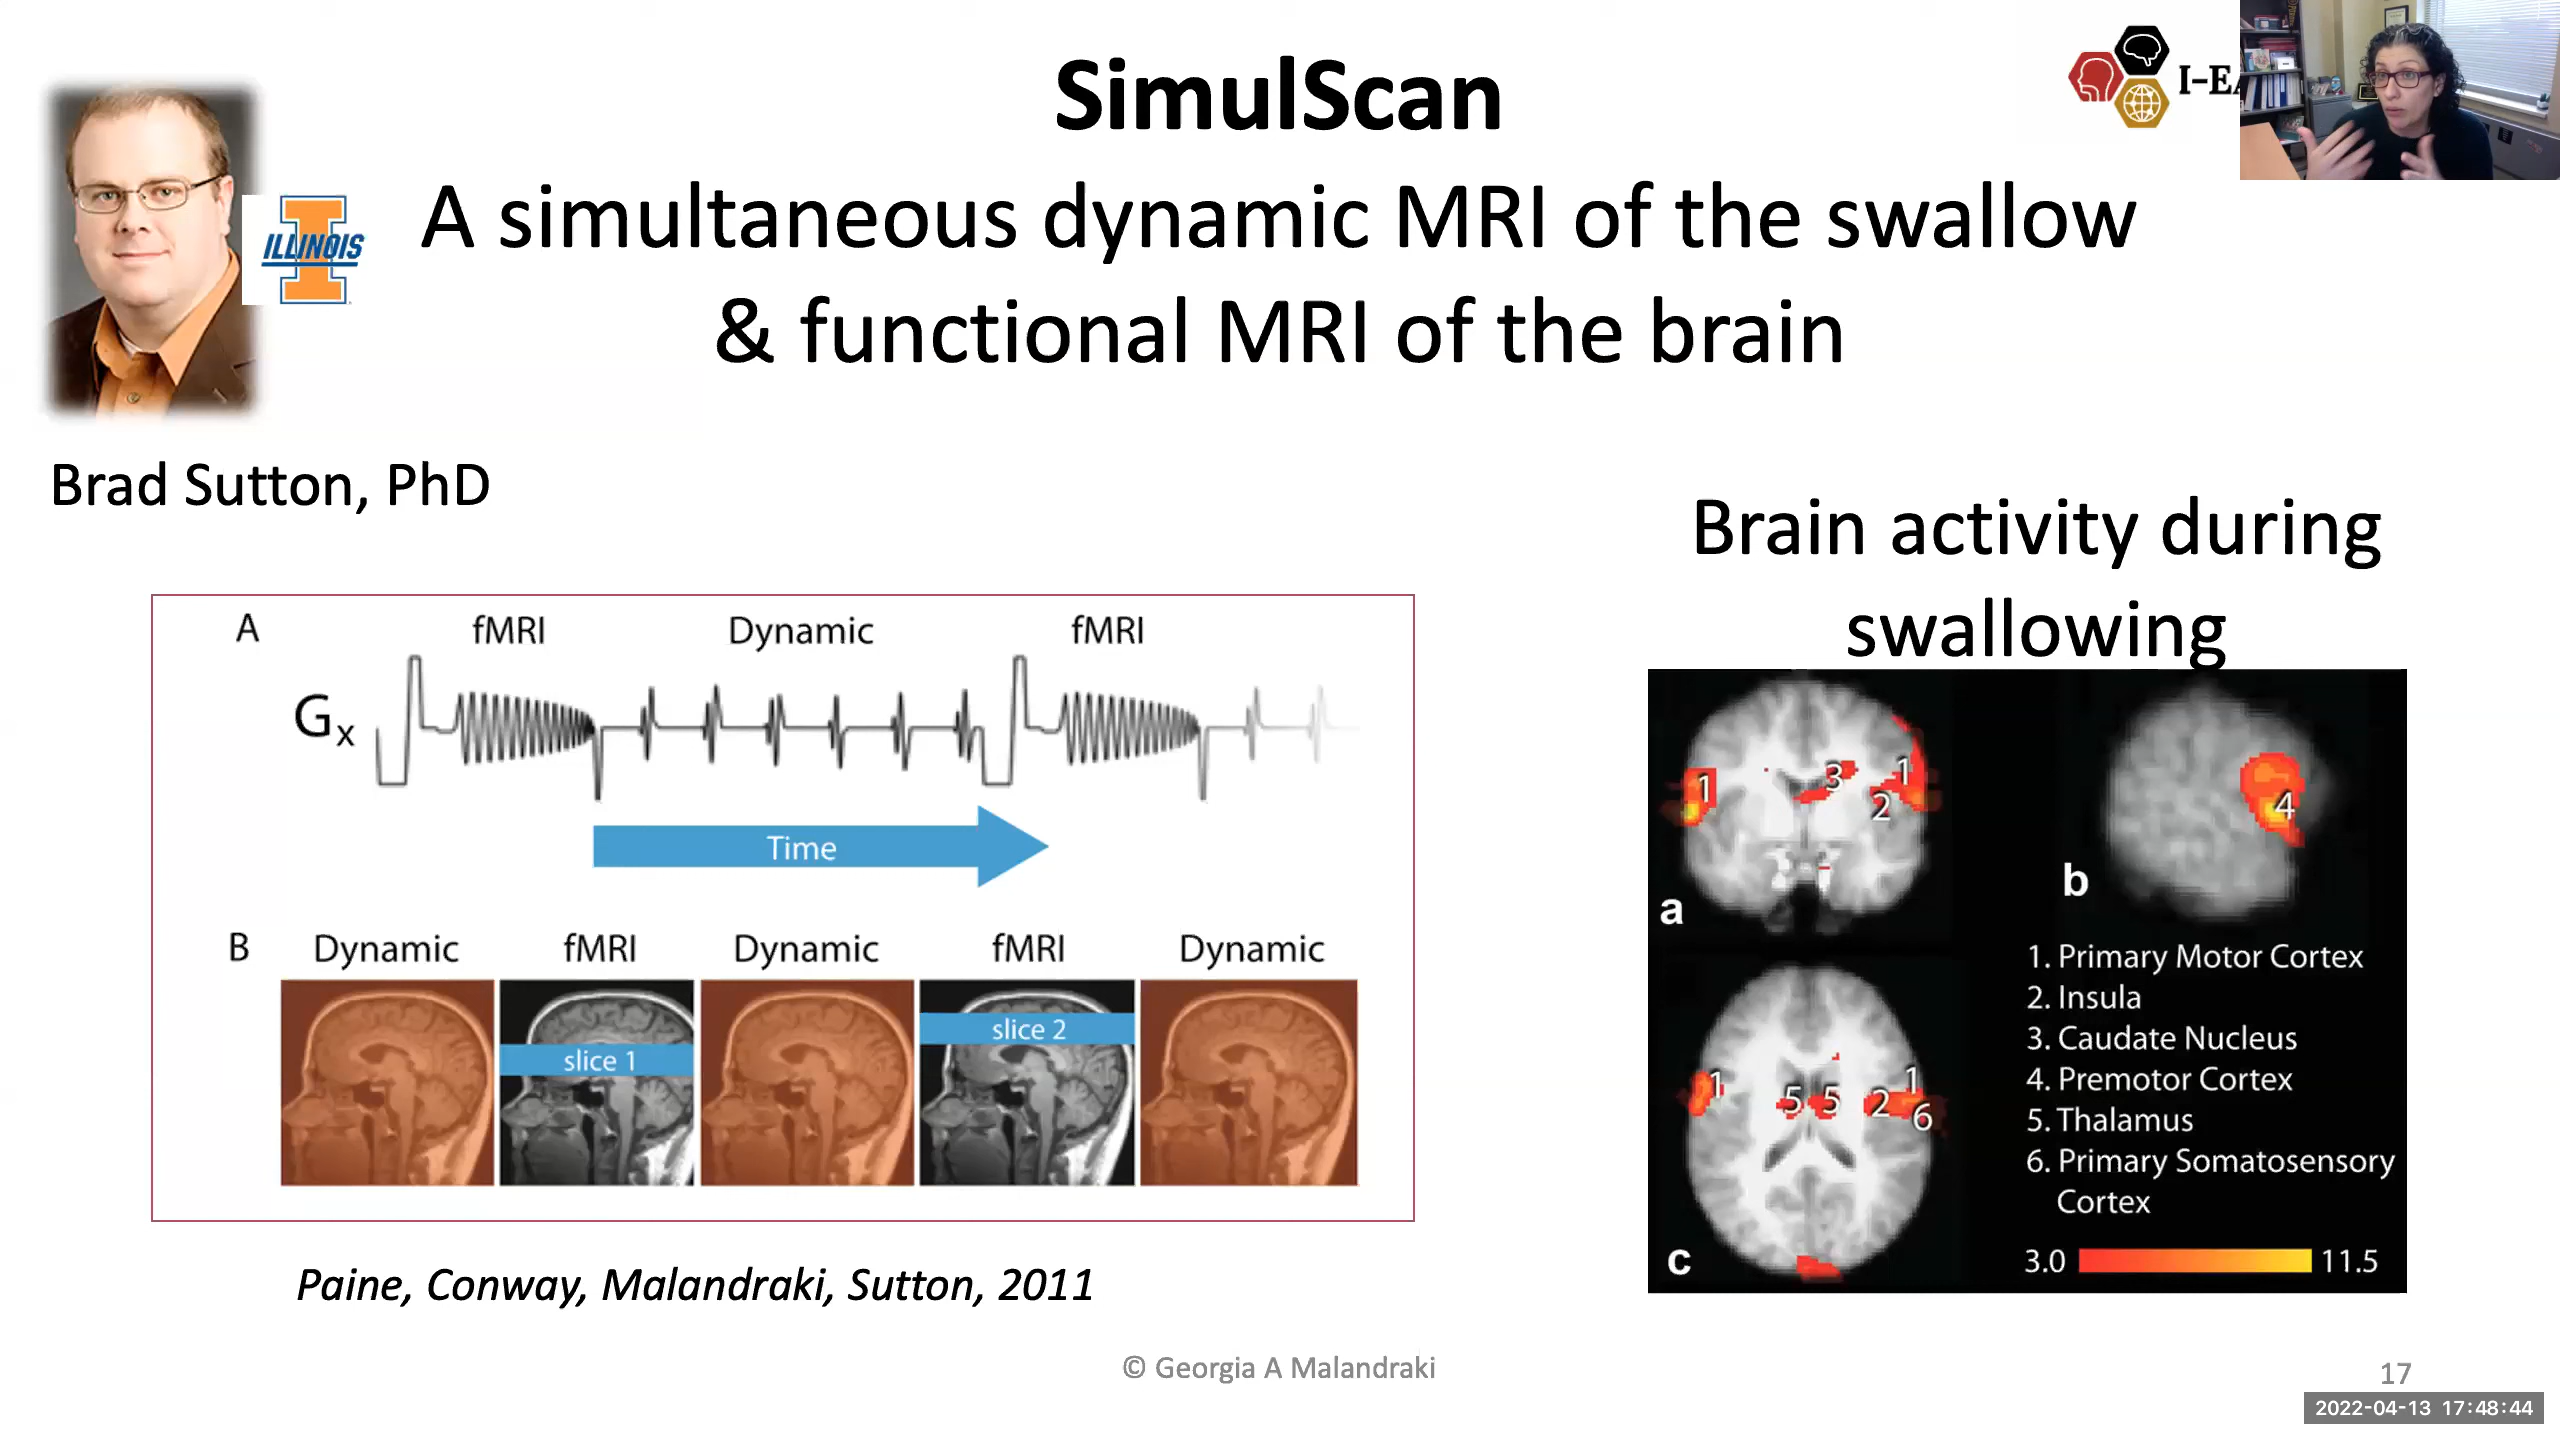 SimulScan
I-EA
A simultaneous dynamic MRI of the swallow
& functional MRI of the brain
ILLINOIS
Brad Sutton, PhD
Brain activity during
swallowing
A fMRI Dynamic fMRI
Gx
Time
B Dynamic fMRI Dynamic fMRI Dynamic
slice 1
slice 2
Paine, Conway, Malandraki, Sutton, 2011
1 3 1 2
4
a
b
1 5 5 2 1 6
c
1. Primary Motor Cortex
2. Insula
3. Caudate Nucleus
4. Premotor Cortex
5. Thalamus
6. Primary Somatosensory
Cortex
3.0 11.5
© Georgia A Malandraki
17
2022-04-13 17:48:44